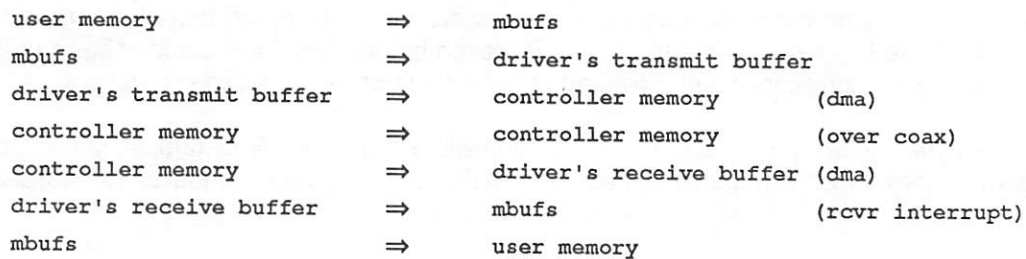 user memory ⇒ mbufs
mbufs ⇒ driver's transmit buffer
driver's transmit buffer ⇒ controller memory (dma)
controller memory ⇒ controller memory (over coax)
controller memory ⇒ driver's receive buffer (dma)
driver's receive buffer ⇒ mbufs (rcvr interrupt)
mbufs ⇒ user memory